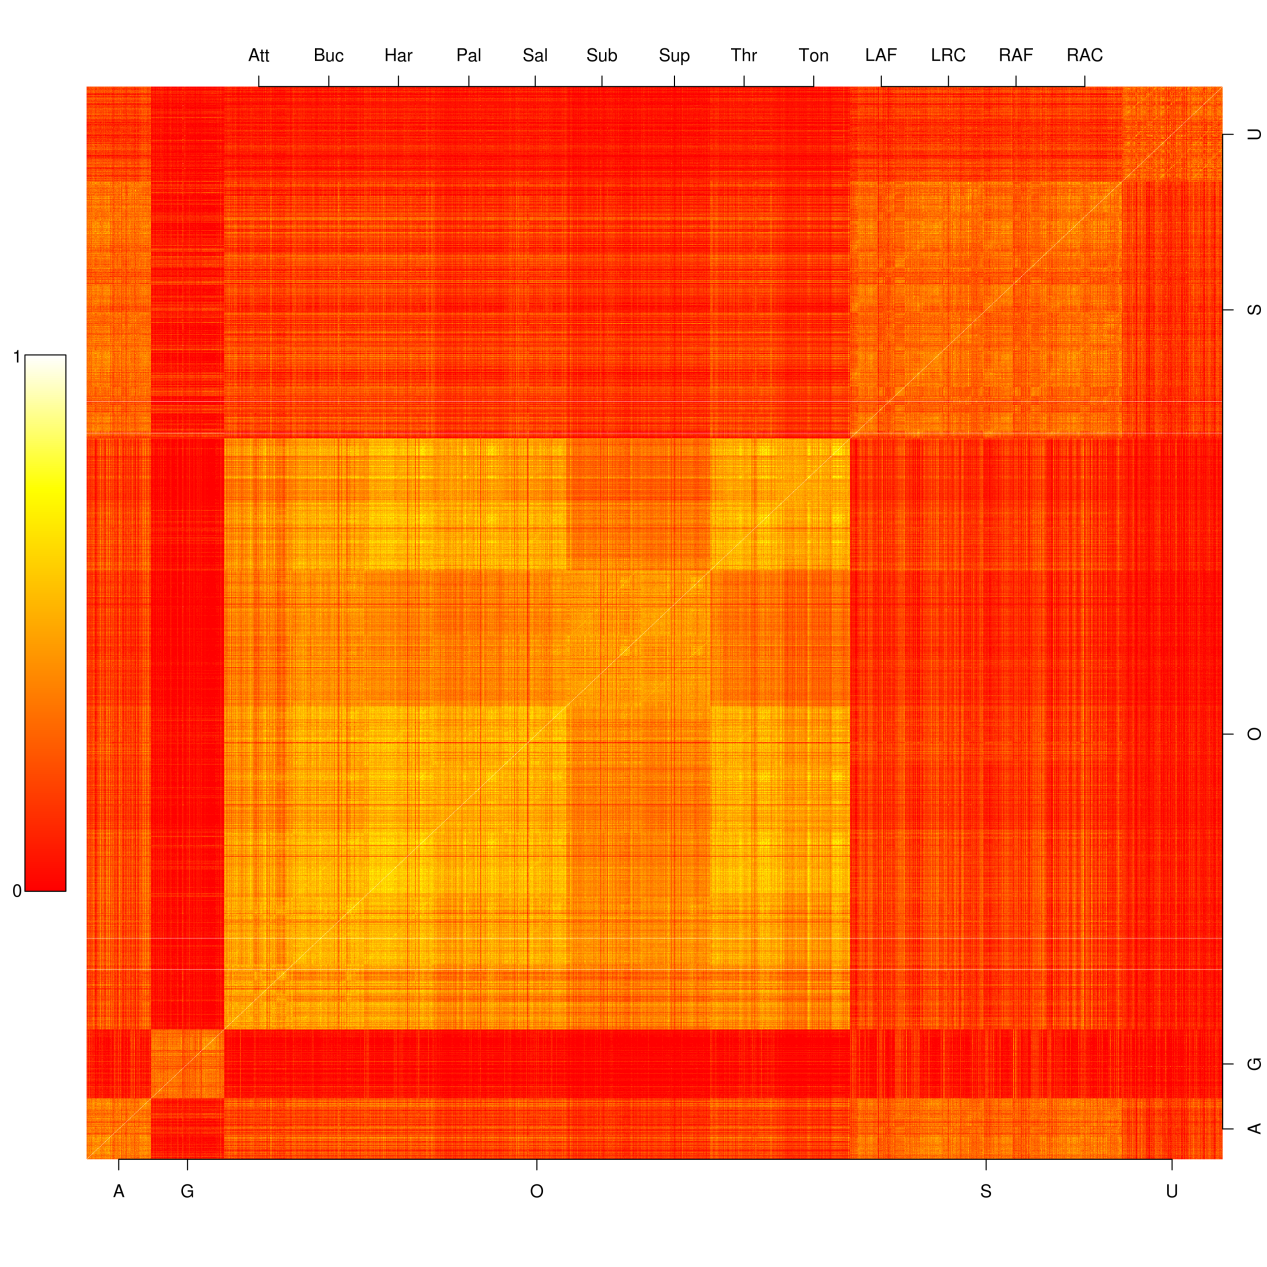 Att Buc Har Pal Sal Sub Sup Thr Ton LAF LRC RAF RAC
U
S
1
O
0
G
A
A G O S U